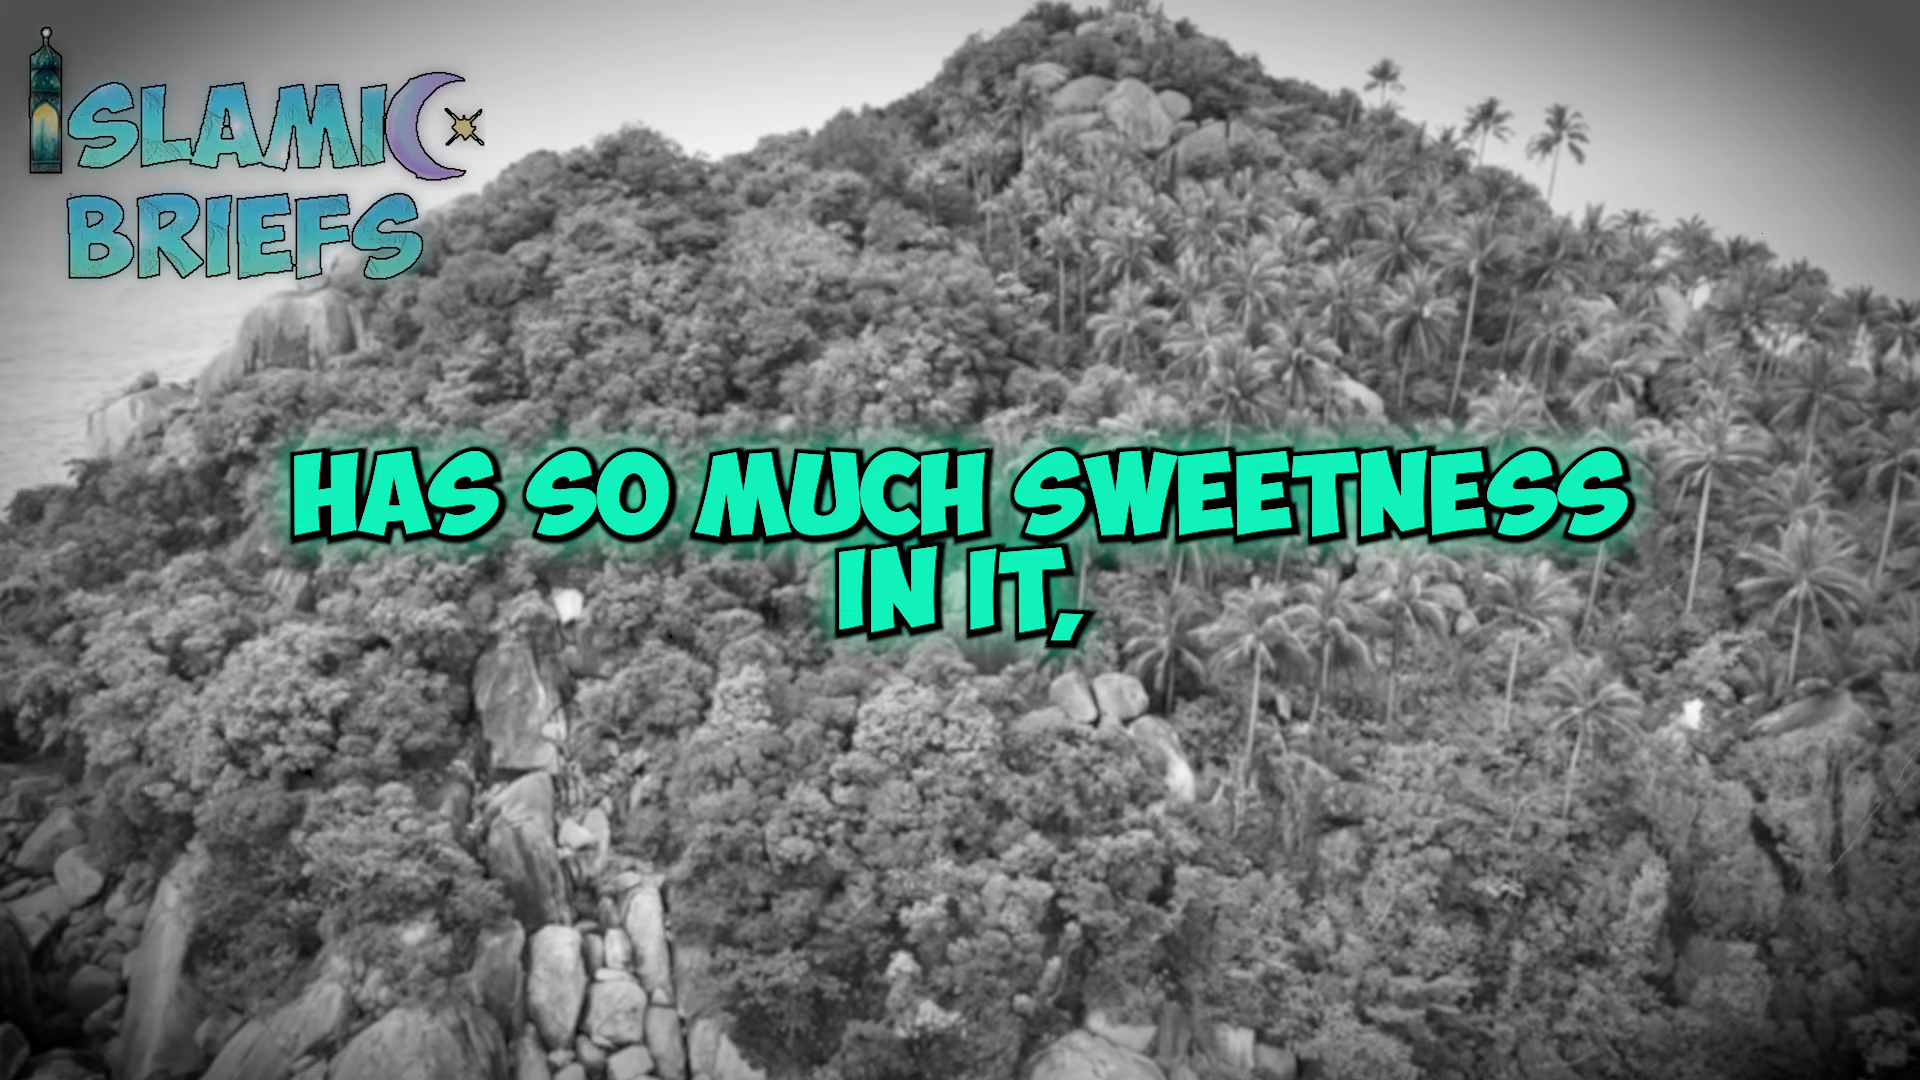 ISLAMIC
BRIEFS
HAS SO MUCH SWEETNESS
IN IT,